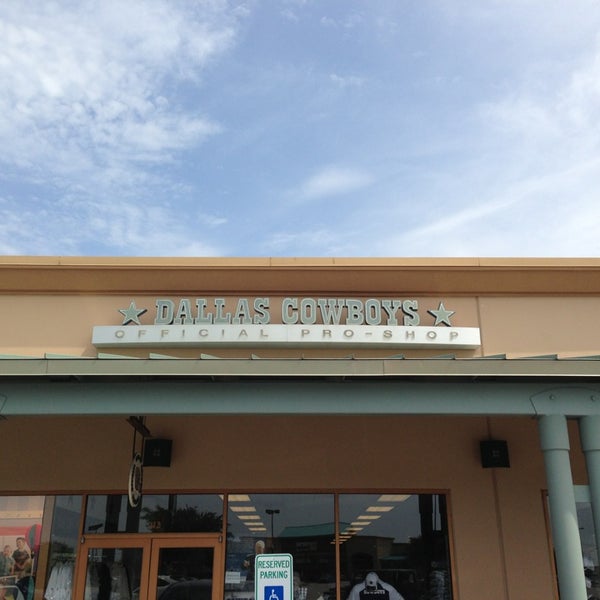 DALLAS COWBOYS
OFFICIAL PRO-SHOP
RESERVED
PARKING